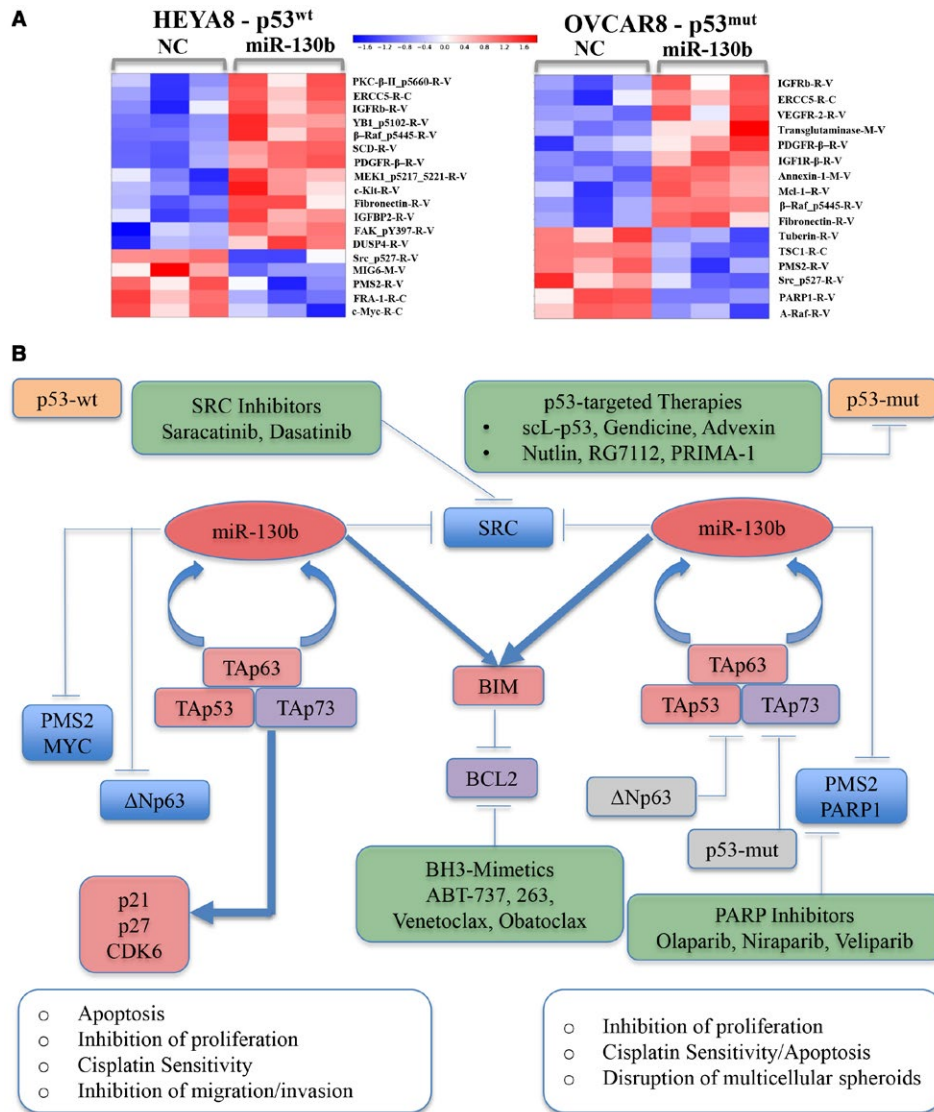 A
HEYA8 - p53wt
NC
miR-130b
−1.6 −1.2 −0.8 −0.4 0.0 0.4 0.8 1.2 1.6
OVCAR8 - p53mut
NC
miR-130b
PKC-β-II_p5660-R-V
ERCC5-R-C
IGFRb-R-V
YB1_p5102-R-V
β-Raf_p5445-R-V
SCD-R-V
PDGFR-β-R-V
MEK1_p5217_5221-R-V
c-Kit-R-V
Fibronectin-R-V
IGFBP2-R-V
FAK_pY397-R-V
DUSP4-R-V
Src_p527-R-V
MIG6-M-V
PMS2-R-V
FRA-1-R-C
c-Myc-R-C
IGFRb-R-V
ERCC5-R-C
VEGFR-2-R-V
Transglutaminase-M-V
PDGFR-β-R-V
IGF1R-β-R-V
Annexin-1-M-V
Mcl-1-R-V
β-Raf_p5445-R-V
Fibronectin-R-V
Tuberin-R-V
TSC1-R-C
PMS2-R-V
Src_p527-R-V
PARP1-R-V
A-Raf-R-V
B
p53-wt
SRC Inhibitors
Saracatinib, Dasatinib
p53-targeted Therapies
• scL-p53, Gendicine, Advexin
• Nutlin, RG7112, PRIMA-1
p53-mut
miR-130b
SRC
miR-130b
TAp63
TAp53
TAp73
BIM
TAp63
TAp53
TAp73
PMS2
MYC
ΔNp63
BCL2
ΔNp63
PMS2
PARP1
p53-mut
p21
p27
CDK6
BH3-Mimetics
ABT-737, 263,
Venetoclax, Obatoclax
PARP Inhibitors
Olaparib, Niraparib, Veliparib
○ Apoptosis
○ Inhibition of proliferation
○ Cisplatin Sensitivity
○ Inhibition of migration/invasion
○ Inhibition of proliferation
○ Cisplatin Sensitivity/Apoptosis
○ Disruption of multicellular spheroids